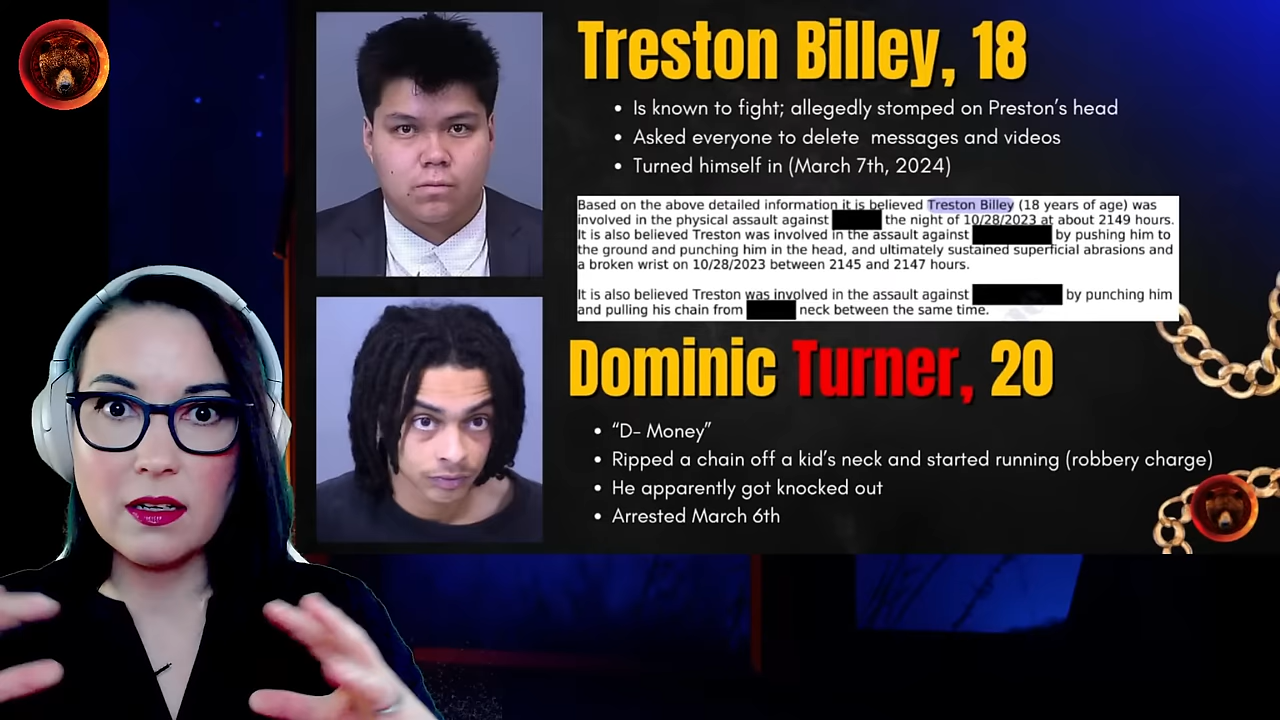 Treston Billey, 18
• Is known to fight; allegedly stomped on Preston's head
• Asked everyone to delete messages and videos
• Turned himself in (March 7th, 2024)
Based on the above detailed information it is believed Treston Billey (18 years of age) was
involved in the physical assault against the night of 10/28/2023 at about 2149 hours.
It is also believed Treston was involved in the assault against by pushing him to
the ground and punching him in the head, and ultimately sustained superficial abrasions and
a broken wrist on 10/28/2023 between 2145 and 2147 hours.
It is also believed Treston was involved in the assault against by punching him
and pulling his chain from neck between the same time.
Dominic Turner, 20
• “D- Money”
• Ripped a chain off a kid's neck and started running (robbery charge)
• He apparently got knocked out
• Arrested March 6th